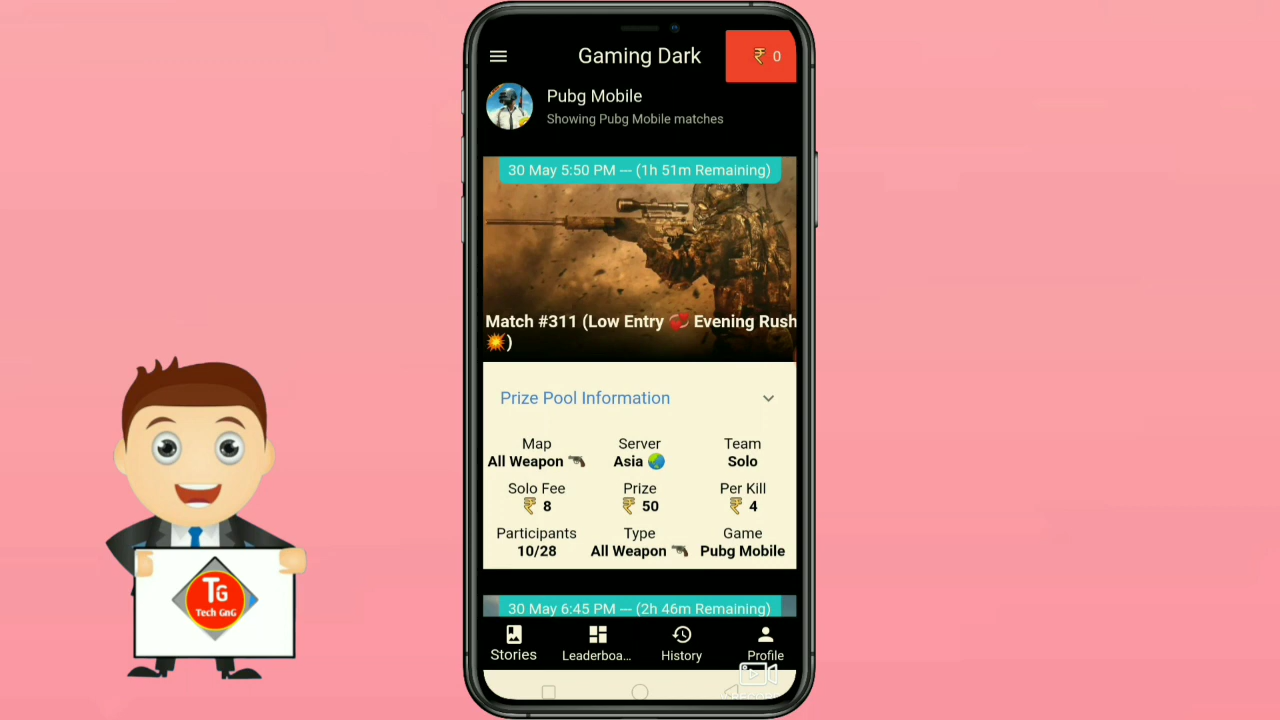 Gaming Dark
₹ 0
Pubg Mobile
Showing Pubg Mobile matches
30 May 5:50 PM --- (1h 51m Remaining)
Match #311 (Low Entry 💞 Evening Rush
💥)
Prize Pool Information
Map
Server
Team
All Weapon 🔫
Asia 🌏
Solo
Solo Fee
Prize
Per Kill
₹ 8
₹ 50
₹ 4
Participants
Type
Game
10/28
All Weapon 🔫
Pubg Mobile
30 May 6:45 PM --- (2h 46m Remaining)
Stories
Leaderboa...
History
Profile
TG
Tech GnG